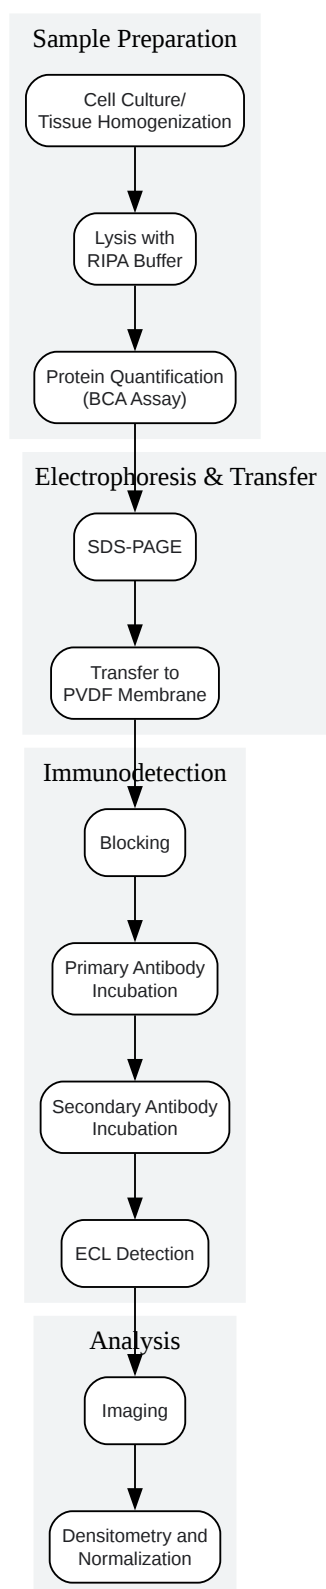 Sample Preparation
Cell Culture/
Tissue Homogenization
Lysis with
RIPA Buffer
Protein Quantification
(BCA Assay)
Electrophoresis & Transfer
SDS-PAGE
Transfer to
PVDF Membrane
Immunodetection
Blocking
Primary Antibody
Incubation
Secondary Antibody
Incubation
ECL Detection
Analysis
Imaging
Densitometry and
Normalization